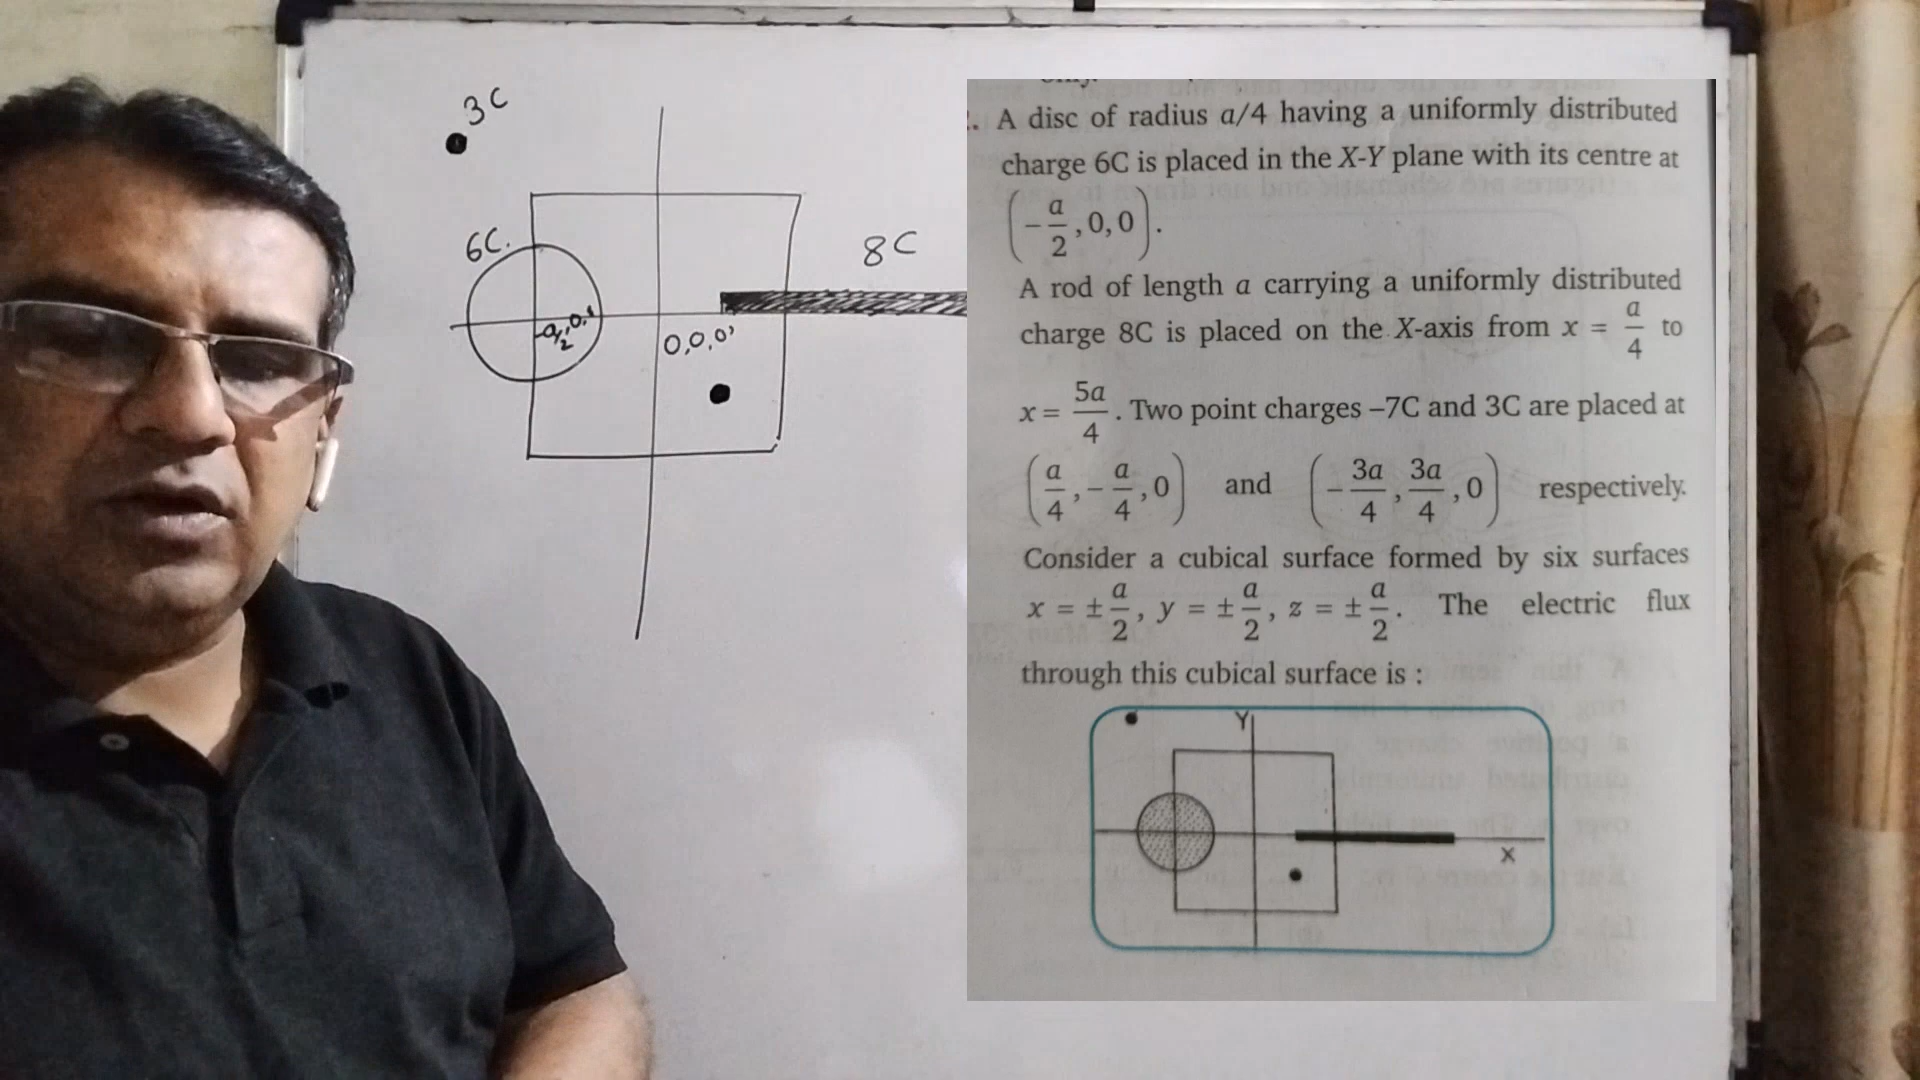 3C
6C.
8C
-a/2,0,
0,0,0
. A disc of radius a/4 having a uniformly distributed
charge 6C is placed in the X-Y plane with its centre at
(-a/2, 0, 0).
A rod of length a carrying a uniformly distributed
charge 8C is placed on the X-axis from x = a/4 to
x = 5a/4. Two point charges –7C and 3C are placed at
(a/4, -a/4, 0) and (-3a/4, 3a/4, 0) respectively.
Consider a cubical surface formed by six surfaces
x = ±a/2, y = ±a/2, z = ±a/2. The electric flux
through this cubical surface is :
Y
X